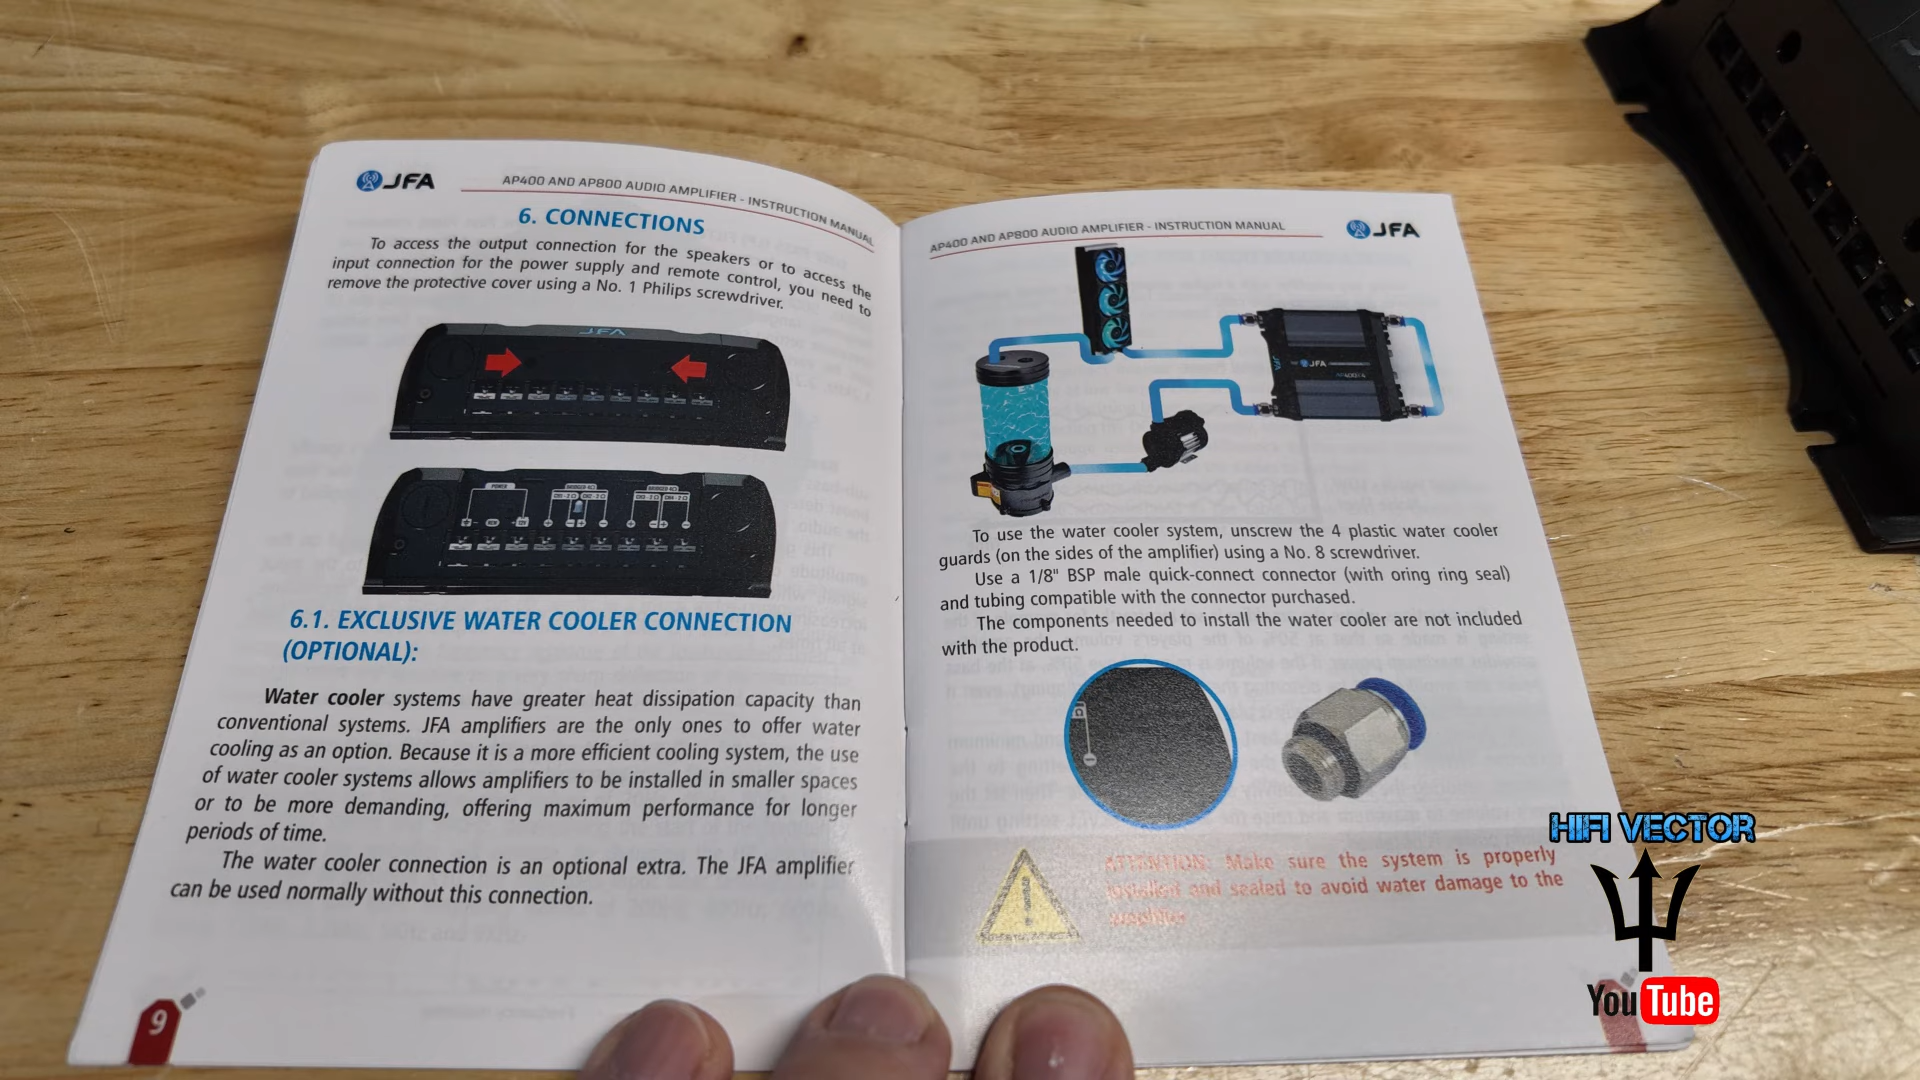 JFA
AP400 AND AP800 AUDIO AMPLIFIER - INSTRUCTION MANUAL
6. CONNECTIONS
To access the output connection for the speakers or to access the
input connection for the power supply and remote control, you need to
remove the protective cover using a No. 1 Philips screwdriver.
JFA
POWER
6.1. EXCLUSIVE WATER COOLER CONNECTION
(OPTIONAL):
Water cooler systems have greater heat dissipation capacity than
conventional systems. JFA amplifiers are the only ones to offer water
cooling as an option. Because it is a more efficient cooling system, the use
of water cooler systems allows amplifiers to be installed in smaller spaces
or to be more demanding, offering maximum performance for longer
periods of time.
The water cooler connection is an optional extra. The JFA amplifier
can be used normally without this connection.
9
AP400 AND AP800 AUDIO AMPLIFIER - INSTRUCTION MANUAL
JFA
JFA
To use the water cooler system, unscrew the 4 plastic water cooler
guards (on the sides of the amplifier) using a No. 8 screwdriver.
Use a 1/8" BSP male quick-connect connector (with oring ring seal)
and tubing compatible with the connector purchased.
The components needed to install the water cooler are not included
with the product.
ATTENTION: Make sure the system is properly
installed and sealed to avoid water damage to the
amplifier.
HIFI VECTOR
YouTube